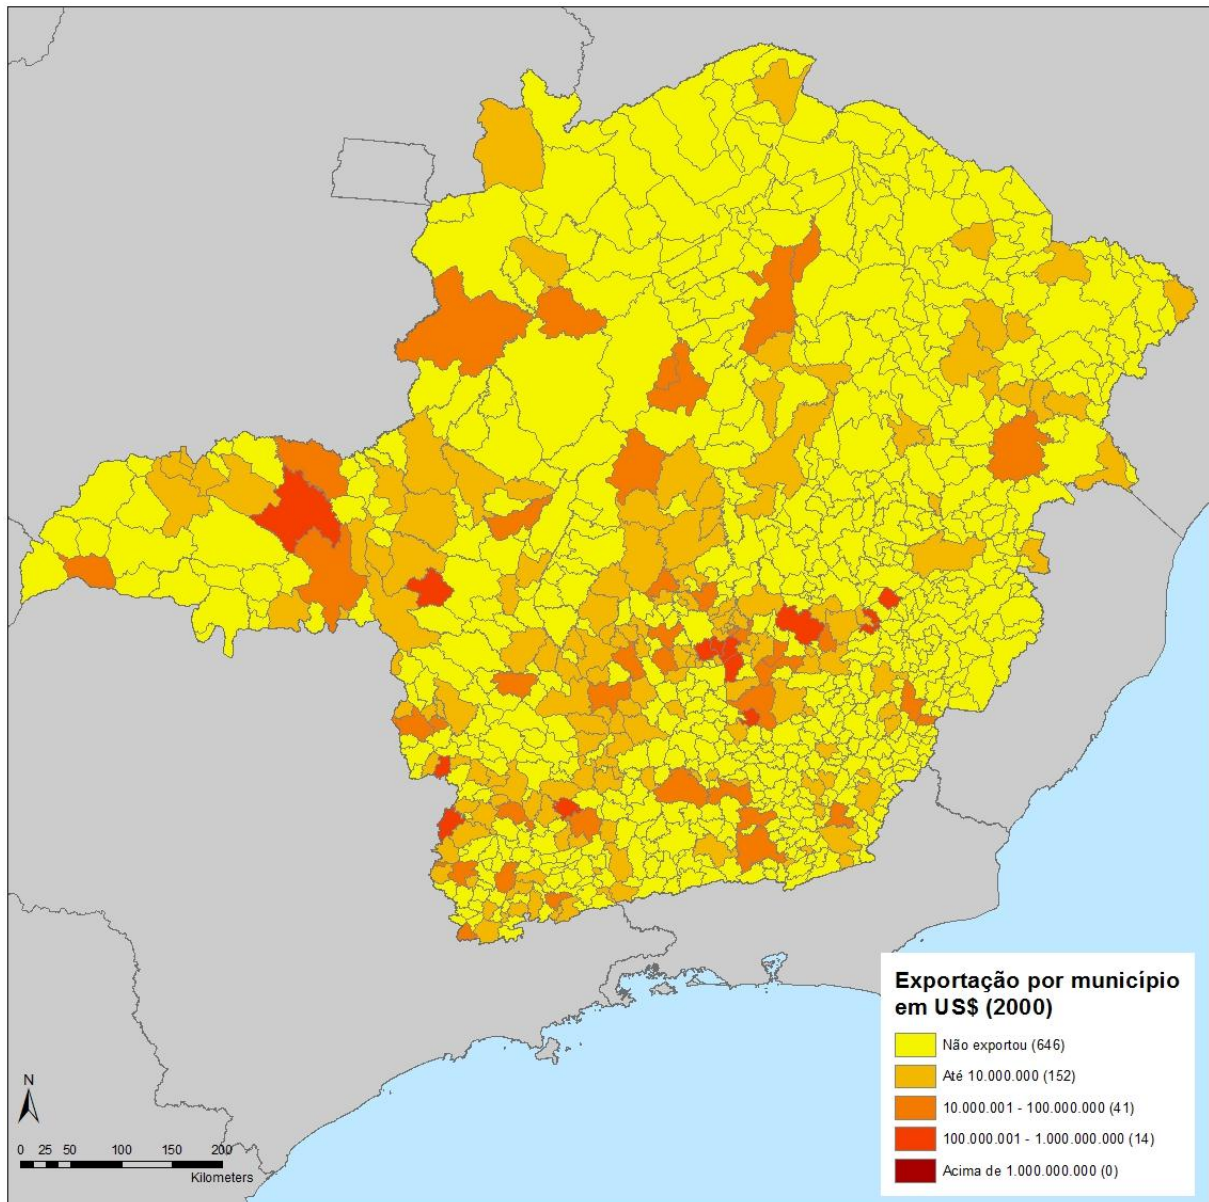 Exportação por município
em US$ (2000)
Não exportou (646)
Até 10.000.000 (152)
10.000.001 - 100.000.000 (41)
100.000.001 - 1.000.000.000 (14)
Acima de 1.000.000.000 (0)
N
0 25 50 100 150 200
Kilometers